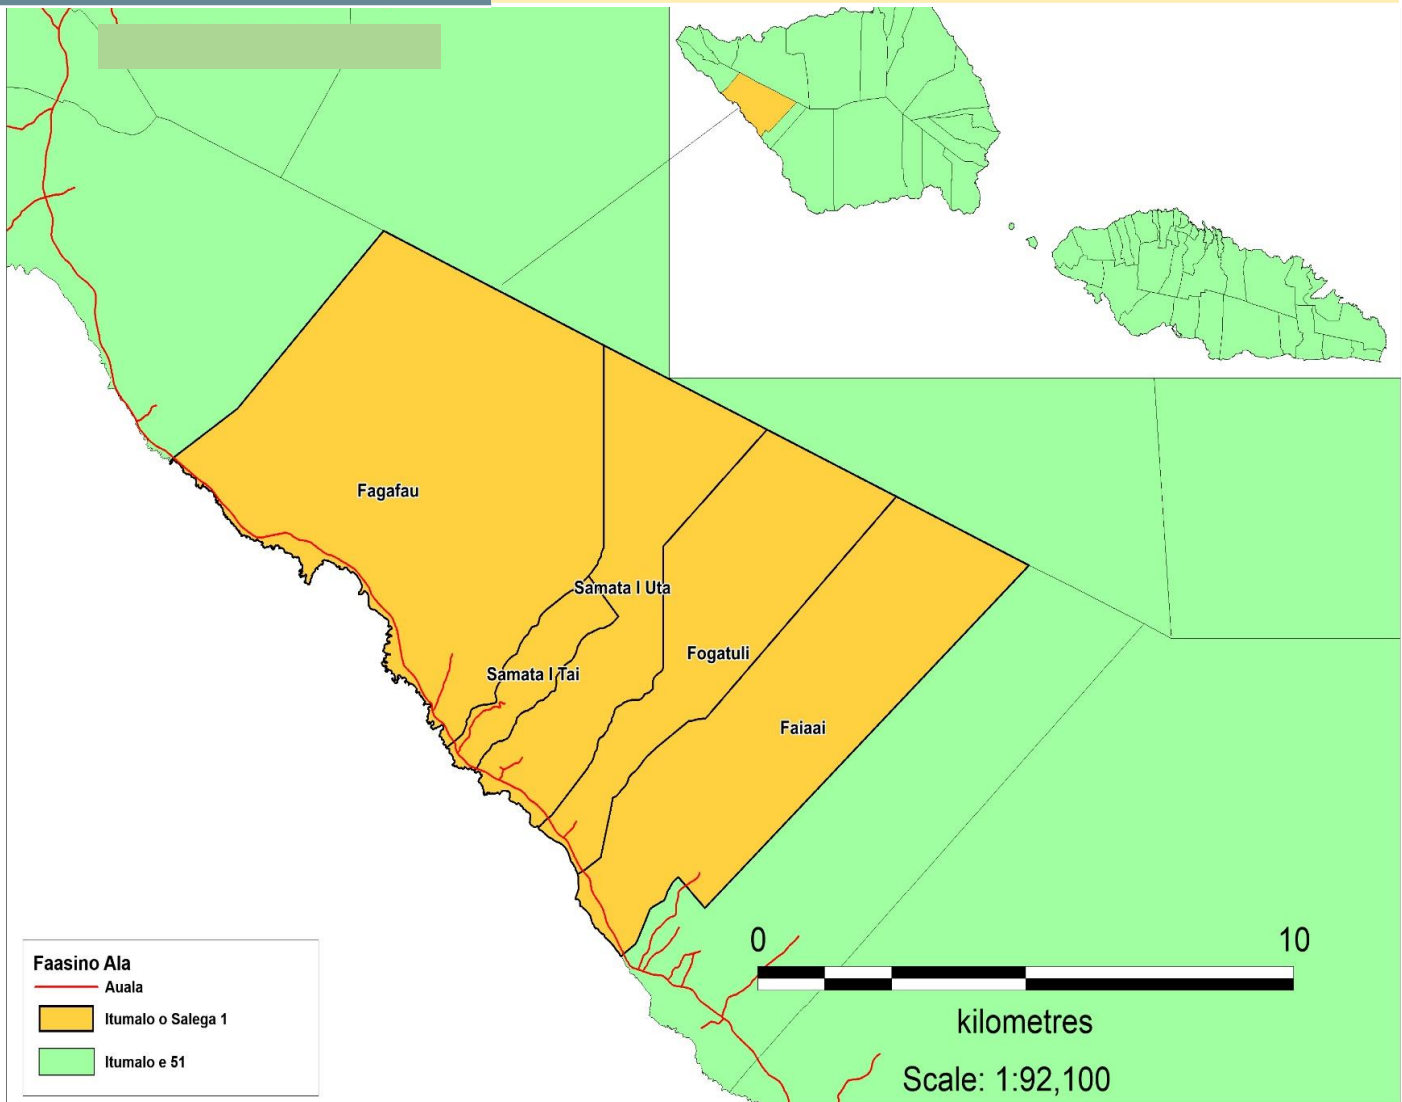 Fagafau
Samata I Uta
Samata I Tai
Fogatuli
Faiaai
0 10
kilometres
Scale: 1:92,100
Faasino Ala
Auala
Itumalo o Salega 1
Itumalo e 51